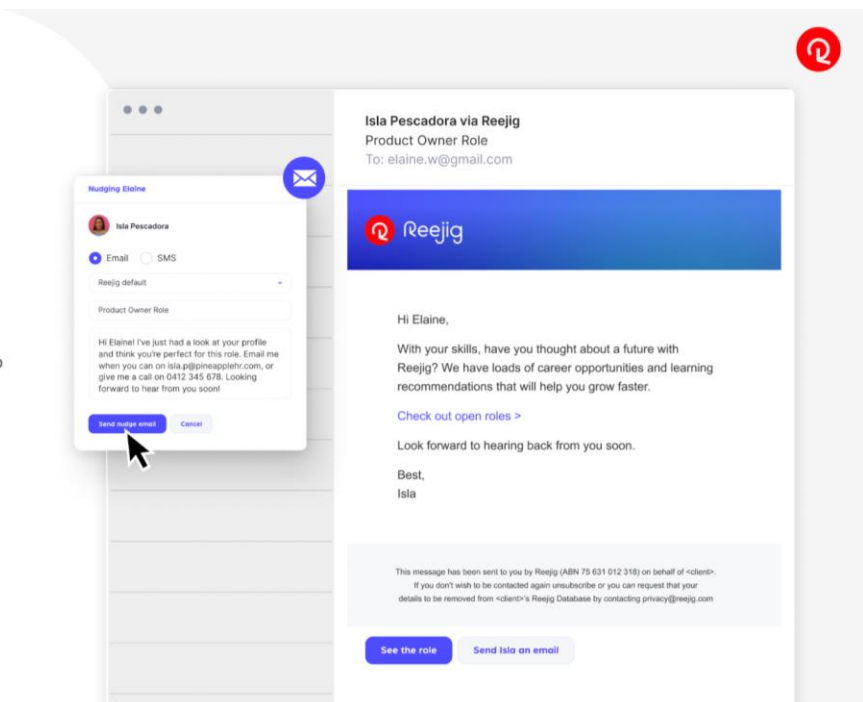 Isla Pescadora via Reejig
Product Owner Role
To: elaine.w@gmail.com
Nudging Elaine
Isla Pescadora
Email SMS
Reejig default
Product Owner Role
Hi Elaine! I've just had a look at your profile
and think you're perfect for this role. Email me
when you can on isla.p@pineapplehr.com, or
give me a call on 0412 345 678. Looking
forward to hear from you soon!
Send nudge email Cancel
Reejig
Hi Elaine,
With your skills, have you thought about a future with
Reejig? We have loads of career opportunities and learning
recommendations that will help you grow faster.
Check out open roles >
Look forward to hearing back from you soon.
Best,
Isla
This message has been sent to you by Reejig (ABN 75 631 012 318) on behalf of <client>.
If you don't wish to be contacted again unsubscribe or you can request that your
details to be removed from <client>'s Reejig Database by contacting privacy@reejig.com
See the role Send Isla an email